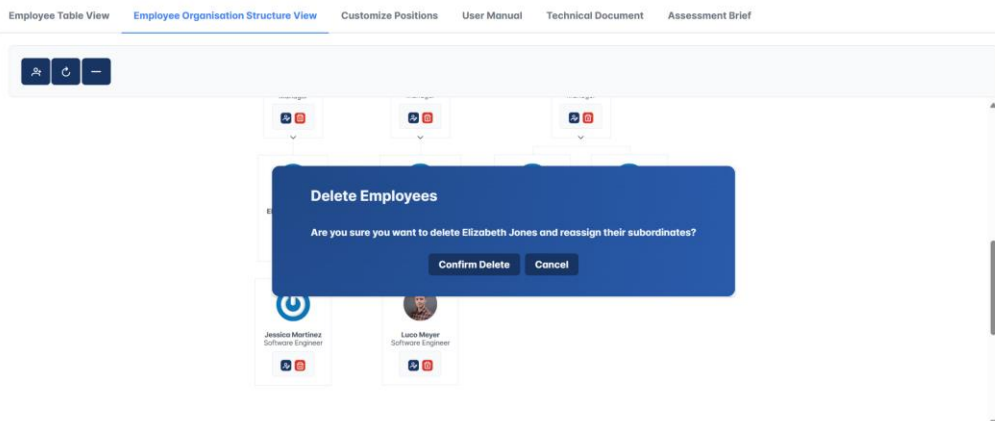 Employee Table View Employee Organisation Structure View Customize Positions User Manual Technical Document Assessment Brief
Delete Employees
Are you sure you want to delete Elizabeth Jones and reassign their subordinates?
Confirm Delete Cancel
Jessica Martinez Luco Meyer
Software Engineer Software Engineer